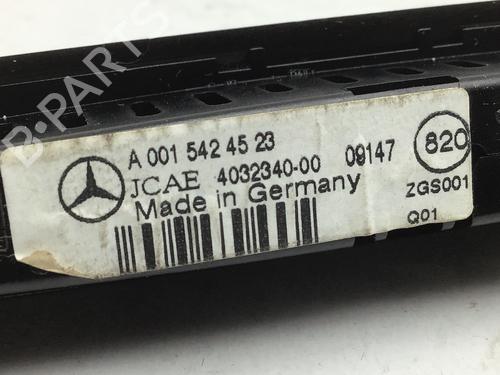 B-PARTS
A 001 542 45 23
JCAE 4032340-00 09147 820
Made in Germany ZGS001
Q01